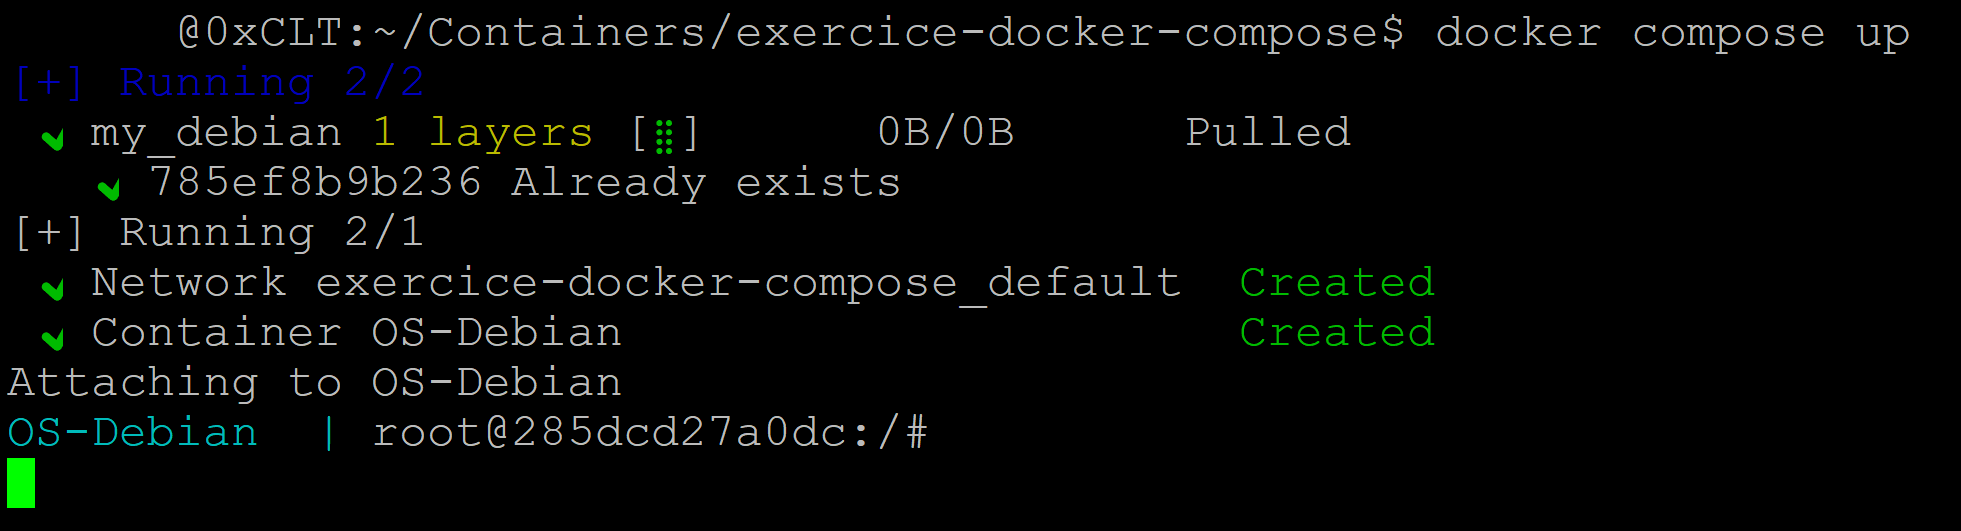 @0xCLT:~/Containers/exercice-docker-compose$ docker compose up
[+] Running 2/2
✔ my_debian 1 layers [⣿] 0B/0B Pulled
✔ 785ef8b9b236 Already exists
[+] Running 2/1
✔ Network exercice-docker-compose_default Created
✔ Container OS-Debian Created
Attaching to OS-Debian
OS-Debian | root@285dcd27a0dc:/#